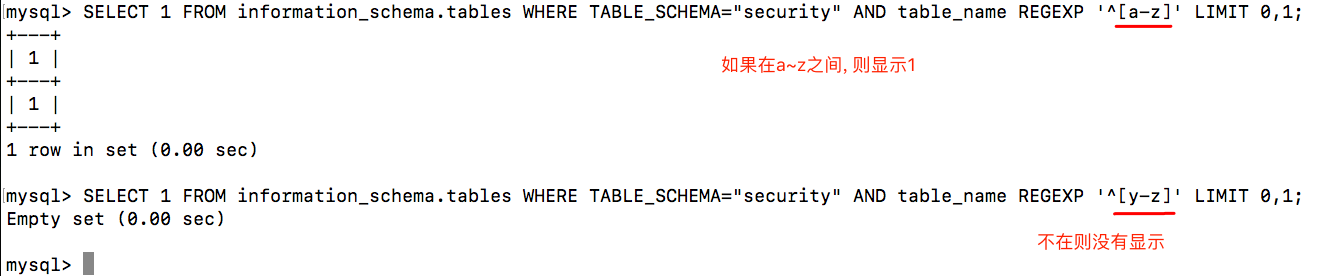 mysql> SELECT 1 FROM information_schema.tables WHERE TABLE_SCHEMA="security" AND table_name REGEXP '^[a-z]' LIMIT 0,1;
+---+
| 1 |
如果在a~z之间, 则显示1
+---+
| 1 |
+---+
1 row in set (0.00 sec)
mysql> SELECT 1 FROM information_schema.tables WHERE TABLE_SCHEMA="security" AND table_name REGEXP '^[y-z]' LIMIT 0,1;
Empty set (0.00 sec)
不在则没有显示
mysql>